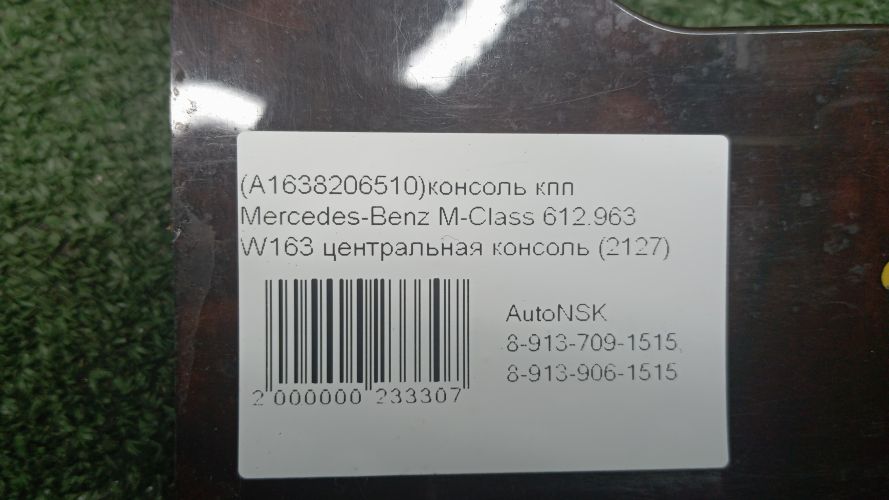 (A1638206510)консоль кпп
Mercedes-Benz M-Class 612.963
W163 центральная консоль (2127)
AutoNSK
8-913-709-1515
8-913-906-1515
2 000000 233307